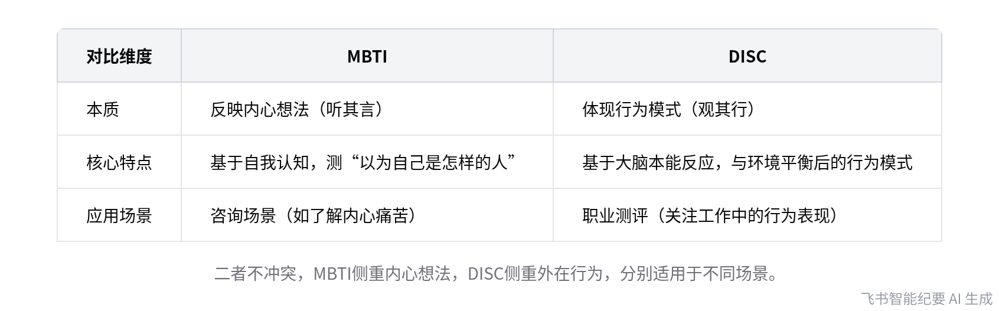 对比维度 MBTI DISC
本质 反映内心想法（听其言） 体现行为模式（观其行）
核心特点 基于自我认知，测“以为自己是怎样的人” 基于大脑本能反应，与环境平衡后的行为模式
应用场景 咨询场景（如了解内心痛苦） 职业测评（关注工作中的行为表现）
二者不冲突，MBTI侧重内心想法，DISC侧重外在行为，分别适用于不同场景。
飞书智能纪要 AI 生成